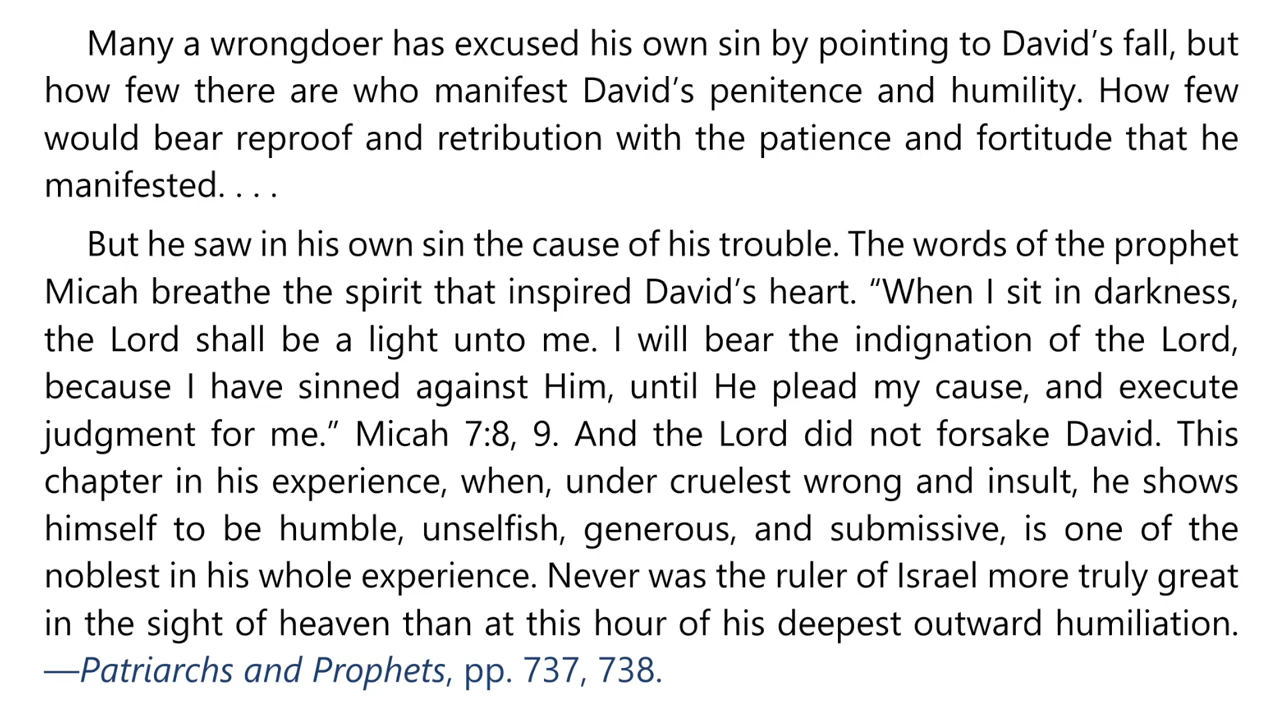 Many a wrongdoer has excused his own sin by pointing to David’s fall, but
how few there are who manifest David’s penitence and humility. How few
would bear reproof and retribution with the patience and fortitude that he
manifested. . . .
But he saw in his own sin the cause of his trouble. The words of the prophet
Micah breathe the spirit that inspired David’s heart. “When I sit in darkness,
the Lord shall be a light unto me. I will bear the indignation of the Lord,
because I have sinned against Him, until He plead my cause, and execute
judgment for me.” Micah 7:8, 9. And the Lord did not forsake David. This
chapter in his experience, when, under cruelest wrong and insult, he shows
himself to be humble, unselfish, generous, and submissive, is one of the
noblest in his whole experience. Never was the ruler of Israel more truly great
in the sight of heaven than at this hour of his deepest outward humiliation.
—Patriarchs and Prophets, pp. 737, 738.